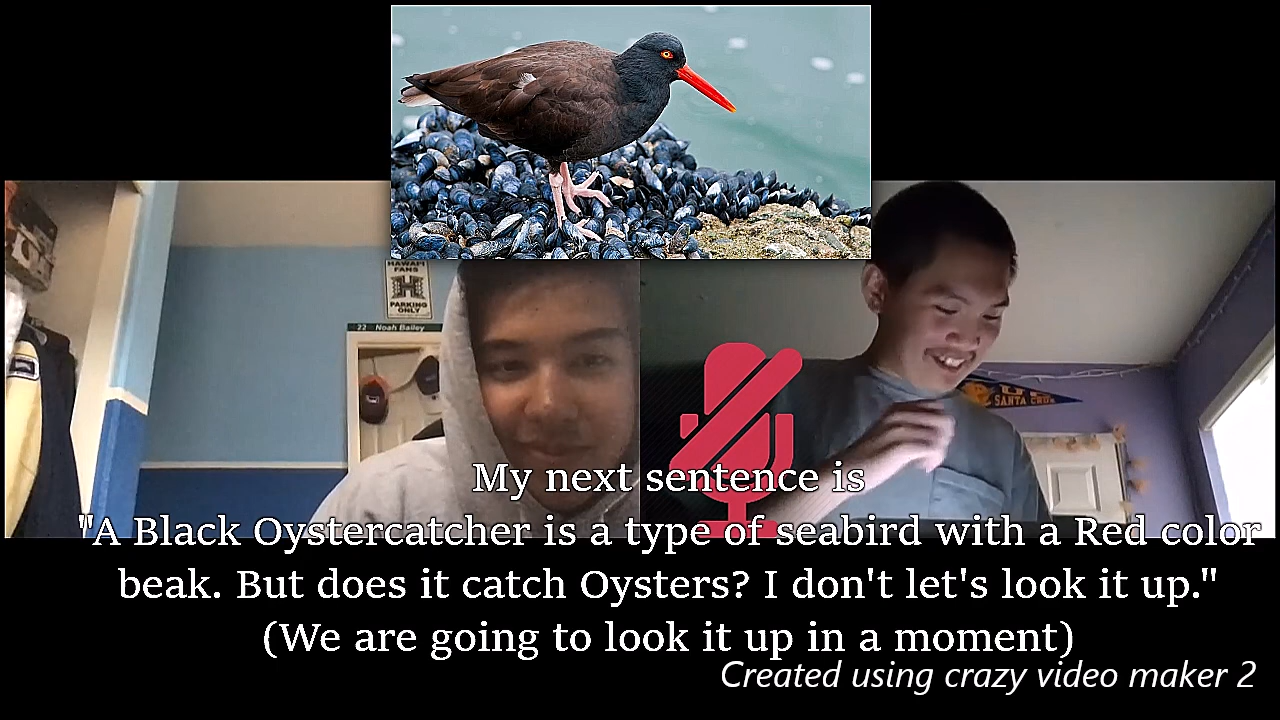 HAWAI'I
FANS
H
PARKING
ONLY
22 Noah Bailey
SANTA CRUZ
My next sentence is
"A Black Oystercatcher is a type of seabird with a Red color
beak. But does it catch Oysters? I don't let's look it up."
(We are going to look it up in a moment)
Created using crazy video maker 2